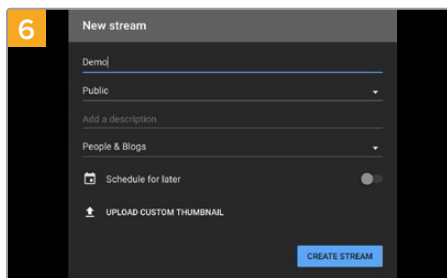 6
New stream
Demo
Public
Add a description
People & Blogs
Schedule for later
UPLOAD CUSTOM THUMBNAIL
CREATE STREAM